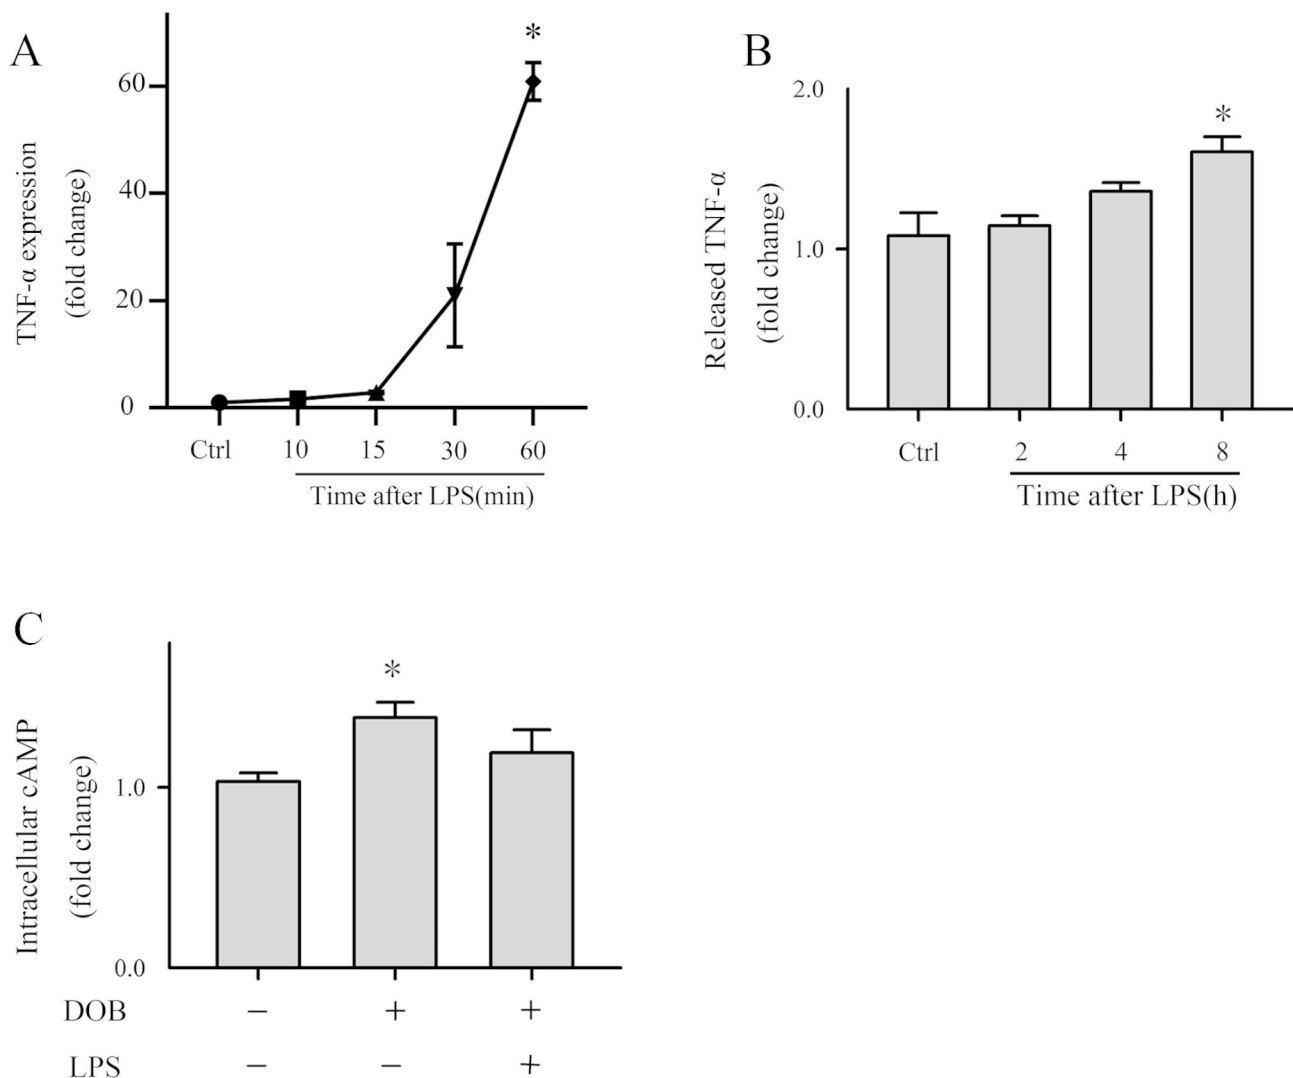 A
TNF-α expression
(fold change)
60
40
20
0
*
Ctrl 10 15 30 60
Time after LPS(min)
B
Released TNF-α
(fold change)
2.0
1.0
0.0
*
Ctrl 2 4 8
Time after LPS(h)
C
Intracellular cAMP
(fold change)
1.0
0.0
*
DOB − + +
LPS − − +